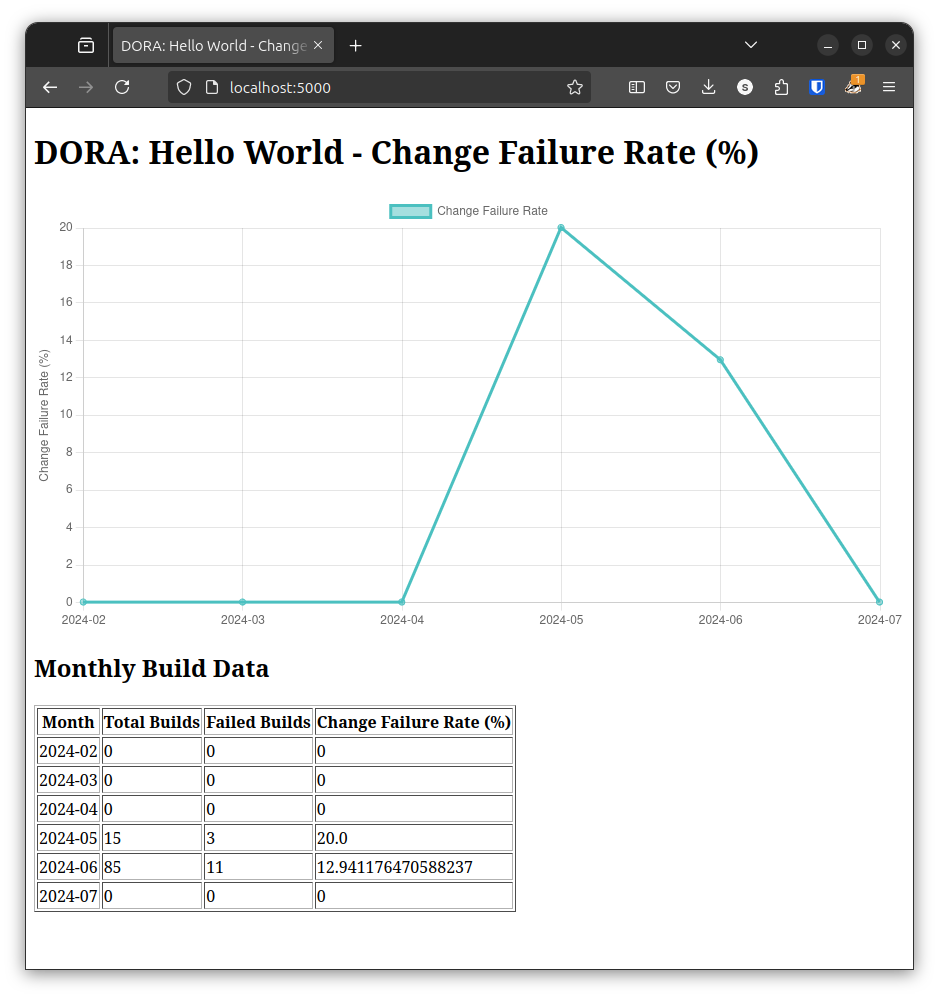 DORA: Hello World - Change
localhost:5000
S
1
DORA: Hello World - Change Failure Rate (%)
Change Failure Rate
Change Failure Rate (%)
20
18
16
14
12
10
8
6
4
2
0
2024-02 2024-03 2024-04 2024-05 2024-06 2024-07
Monthly Build Data
Month Total Builds Failed Builds Change Failure Rate (%)
2024-02 0 0 0
2024-03 0 0 0
2024-04 0 0 0
2024-05 15 3 20.0
2024-06 85 11 12.941176470588237
2024-07 0 0 0